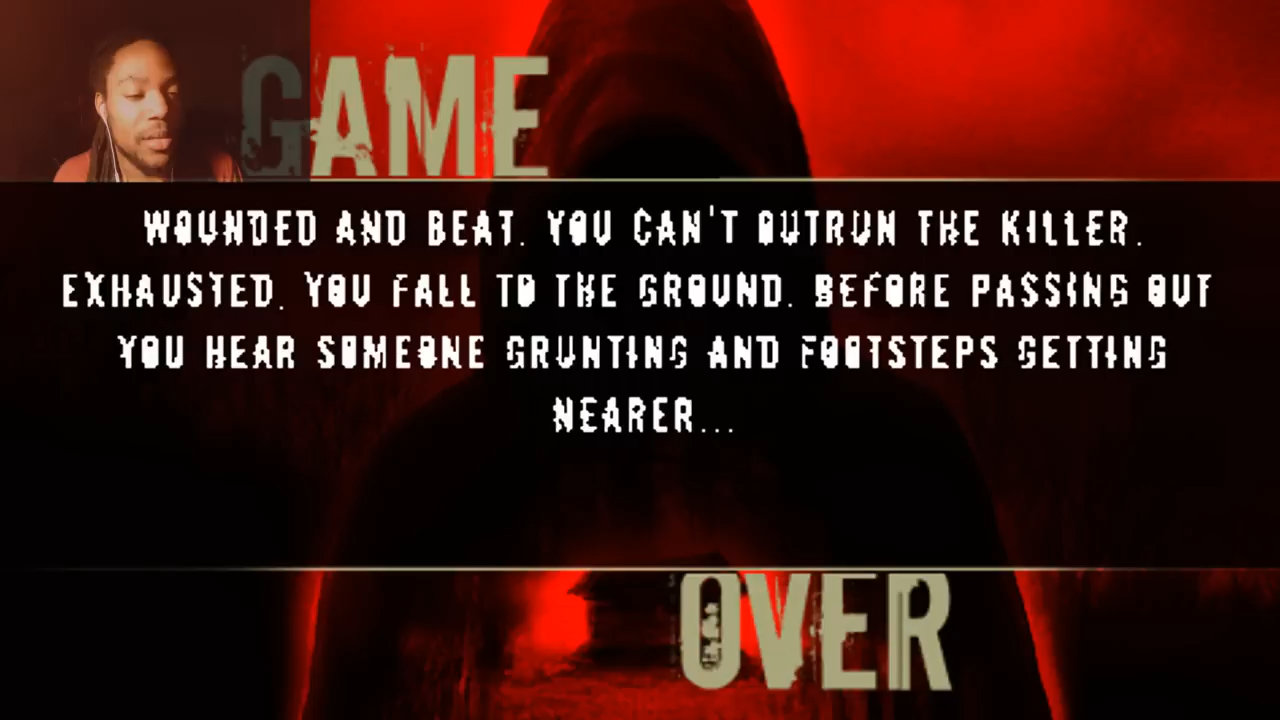 GAME
WOUNDED AND BEAT. YOU CAN'T OUTRUN THE KILLER.
EXHAUSTED. YOU FALL TO THE GROUND. BEFORE PASSING OUT
YOU HEAR SOMEONE GRUNTING AND FOOTSTEPS GETTING
NEARER...
OVER